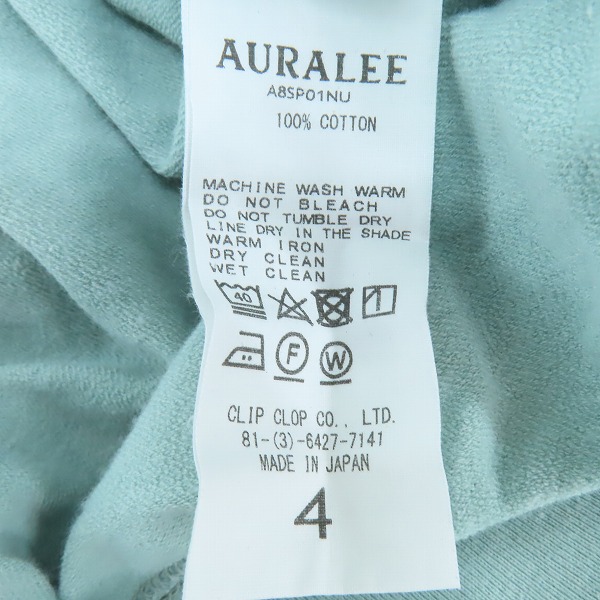 AURALEE
A8SP01NU
100% COTTON
MACHINE WASH WARM
DO NOT BLEACH
DO NOT TUMBLE DRY
LINE DRY IN THE SHADE
WARM IRON
DRY CLEAN
WET CLEAN
40
F W
CLIP CLOP CO., LTD.
81-(3)-6427-7141
MADE IN JAPAN
4